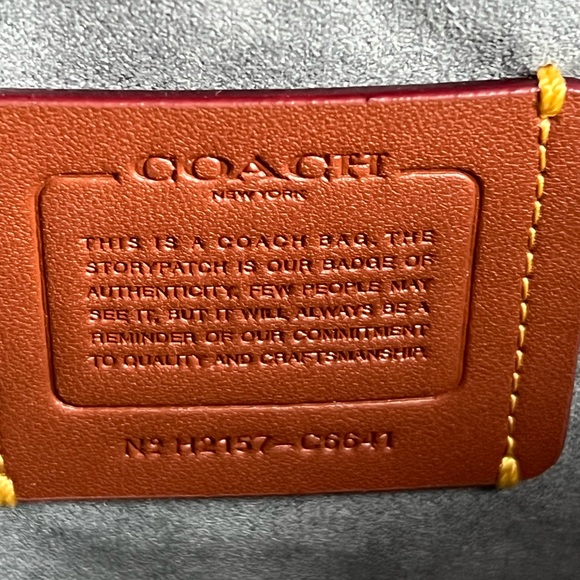 COACH
NEW YORK
THIS IS A COACH BAG. THE
STORYPATCH IS OUR BADGE OF
AUTHENTICITY. FEW PEOPLE MAY
SEE IT, BUT IT WILL ALWAYS BE A
REMINDER OF OUR COMMITMENT
TO QUALITY AND CRAFTSMANSHIP.
Nº H2157-C6641